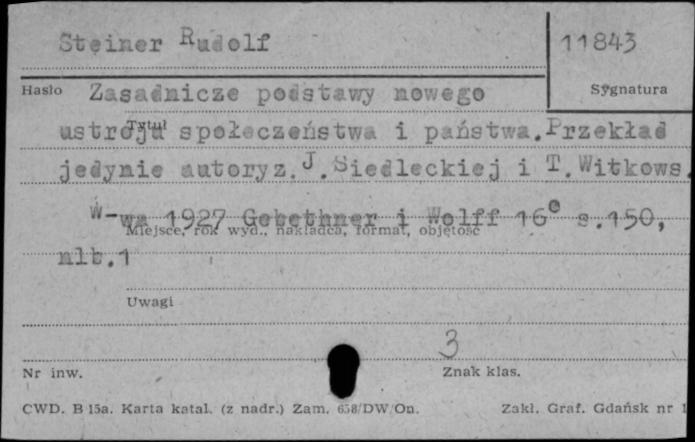 Steiner Rudolf 11843
Hasło Zasadnicze podstawy nowego Sygnatura
Tytuł
ustroju społeczeństwa i państwa. Przekład
jedynie autoryz. J. Siedleckiej i T. Witkows.
W-wa 1927 Gebethner i Wolff 16° s.150,
Miejsce, rok wyd., nakładca, format, objętość
nlb.1
Uwagi
3
Nr inw. Znak klas.
CWD. B 15a. Karta katal. (z nadr.) Zam. 658/DW/On. Zakł. Graf. Gdańsk nr 1